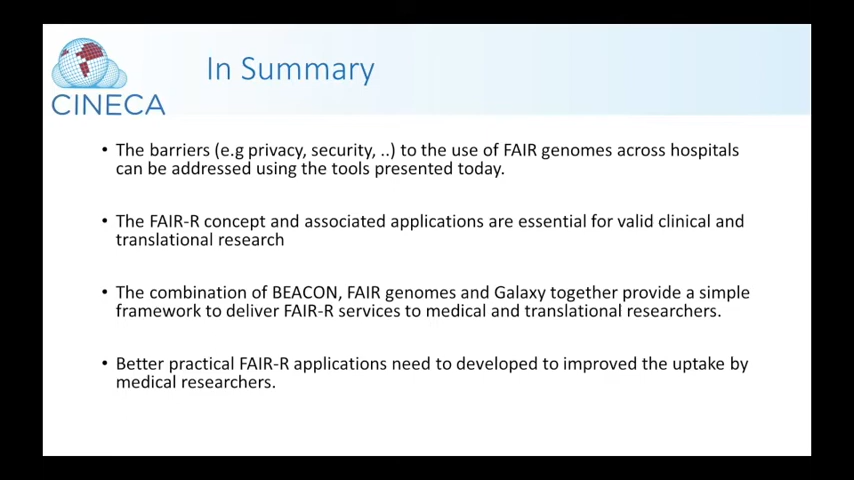 In Summary
CINECA
• The barriers (e.g privacy, security, ..) to the use of FAIR genomes across hospitals
can be addressed using the tools presented today.
• The FAIR-R concept and associated applications are essential for valid clinical and
translational research
• The combination of BEACON, FAIR genomes and Galaxy together provide a simple
framework to deliver FAIR-R services to medical and translational researchers.
• Better practical FAIR-R applications need to developed to improved the uptake by
medical researchers.